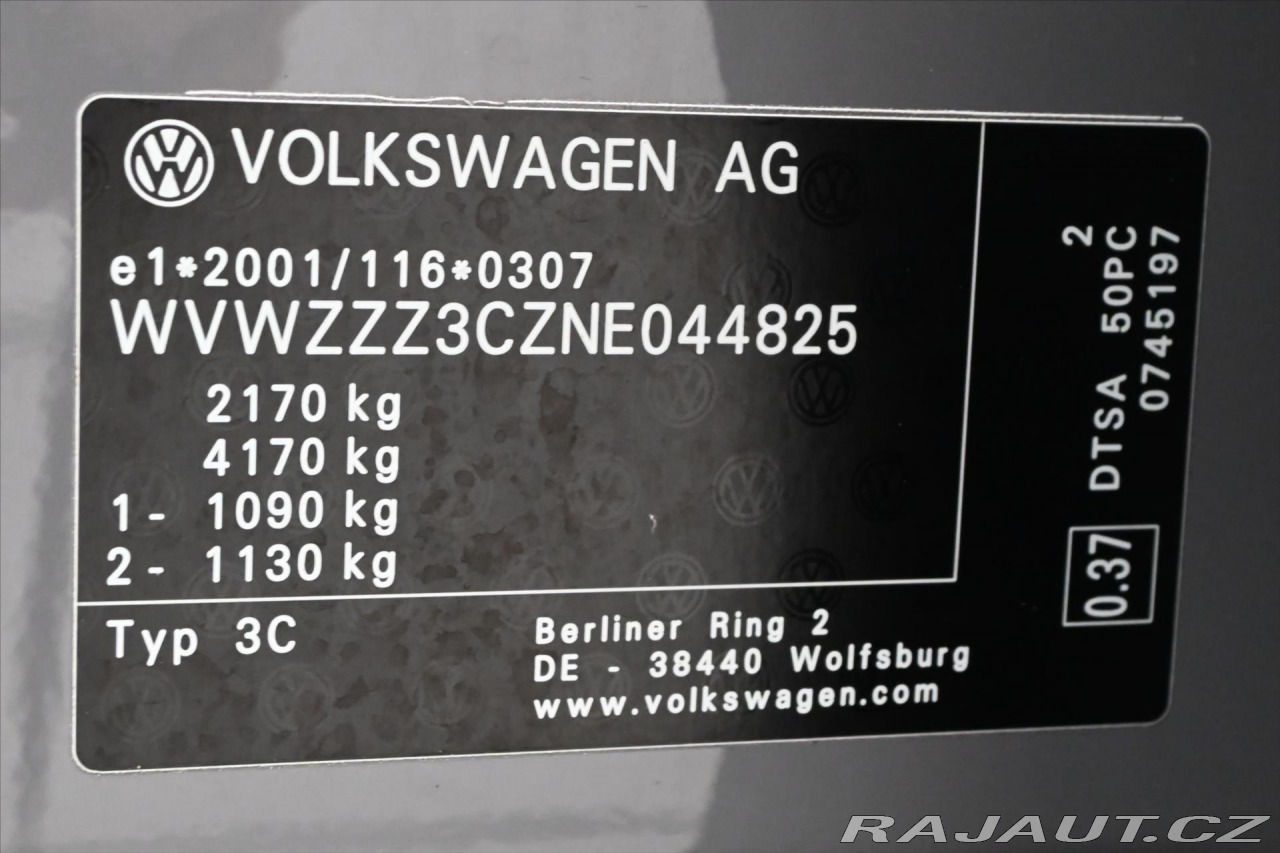 VOLKSWAGEN AG
e1*2001/116*0307
WVWZZZ3CZNE044825
2170 kg
4170 kg
1- 1090 kg
2- 1130 kg
Typ 3C
Berliner Ring 2
DE - 38440 Wolfsburg
www.volkswagen.com
2
DTSA 50PC
0745197
0.37
RAJAUT.CZ